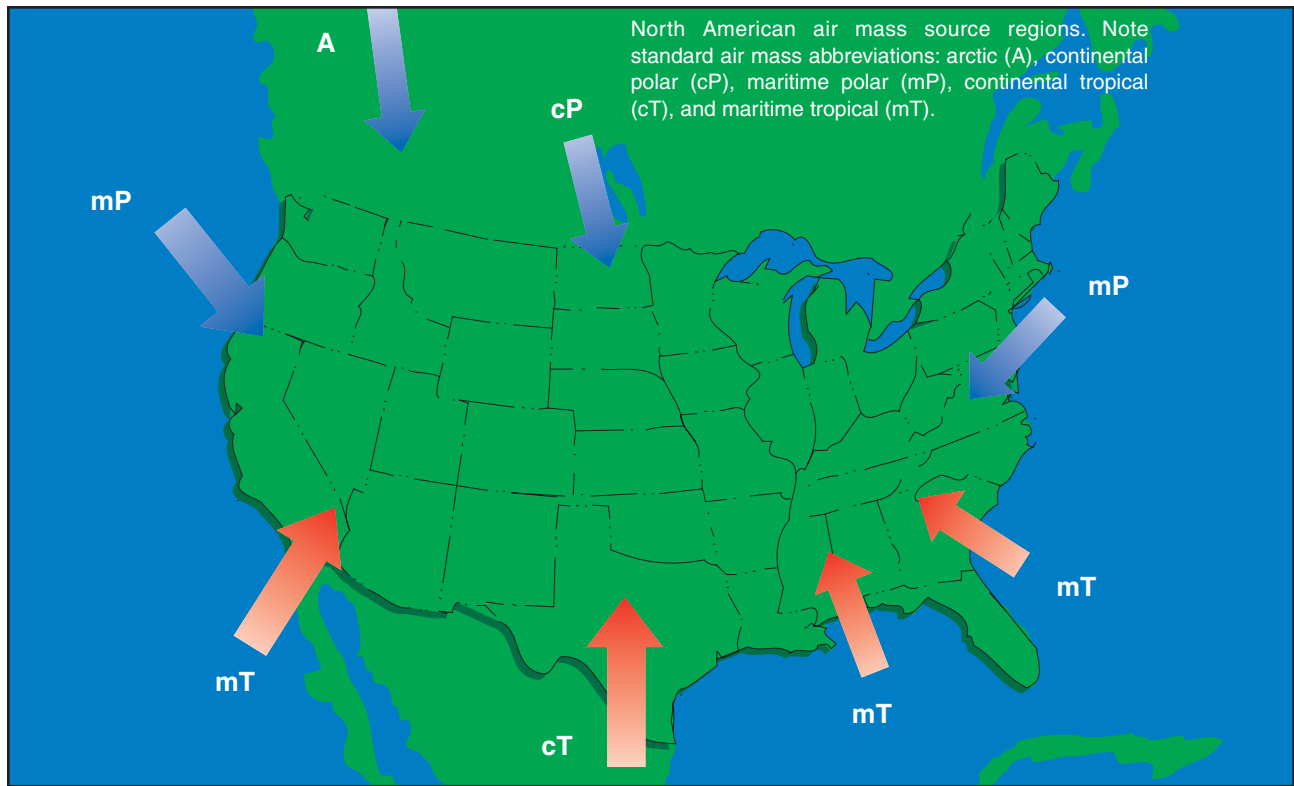 A
North American air mass source regions. Note
standard air mass abbreviations: arctic (A), continental
polar (cP), maritime polar (mP), continental tropical
(cT), and maritime tropical (mT).
cP
mP
mP
mT
mT
mT
cT